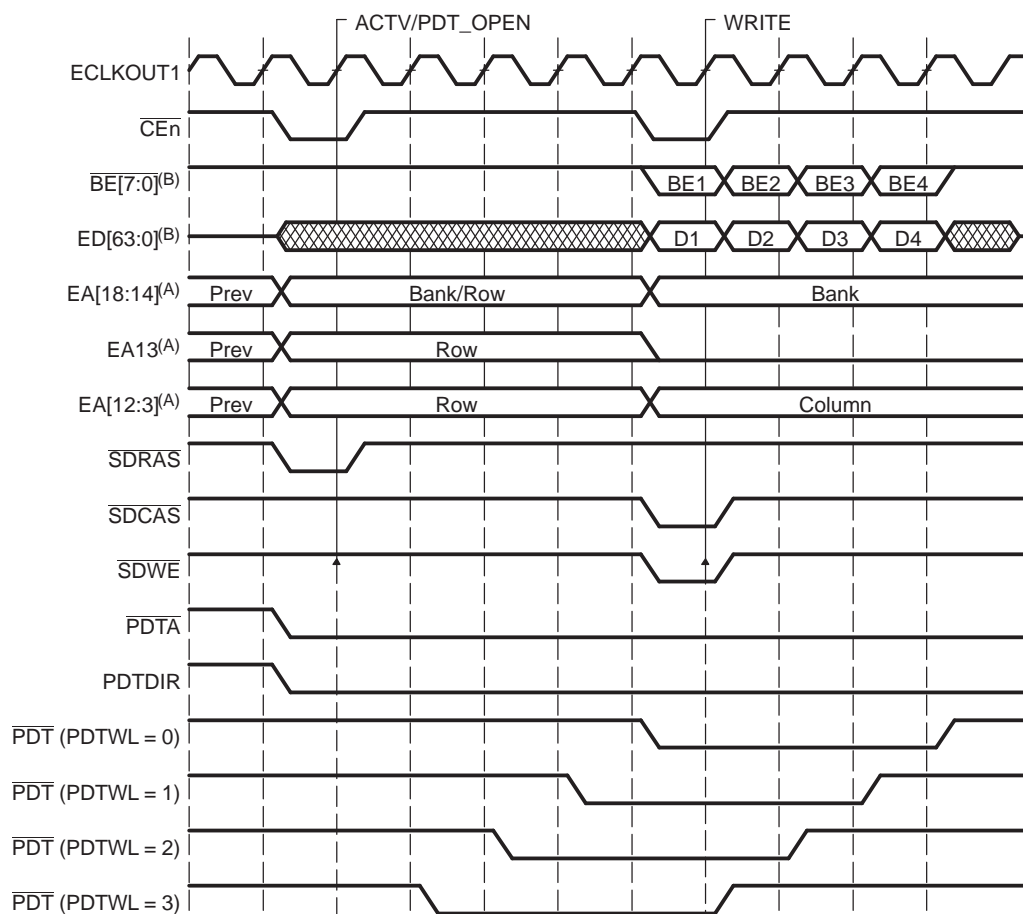 ACTV/PDT_OPEN WRITE
ECLKOUT1
CEn
BE[7:0](B) BE1 BE2 BE3 BE4
ED[63:0](B) D1 D2 D3 D4
EA[18:14](A) Prev Bank/Row Bank
EA13(A) Prev Row
EA[12:3](A) Prev Row Column
SDRAS
SDCAS
SDWE
PDTA
PDTDIR
PDT (PDTWL = 0)
PDT (PDTWL = 1)
PDT (PDTWL = 2)
PDT (PDTWL = 3)